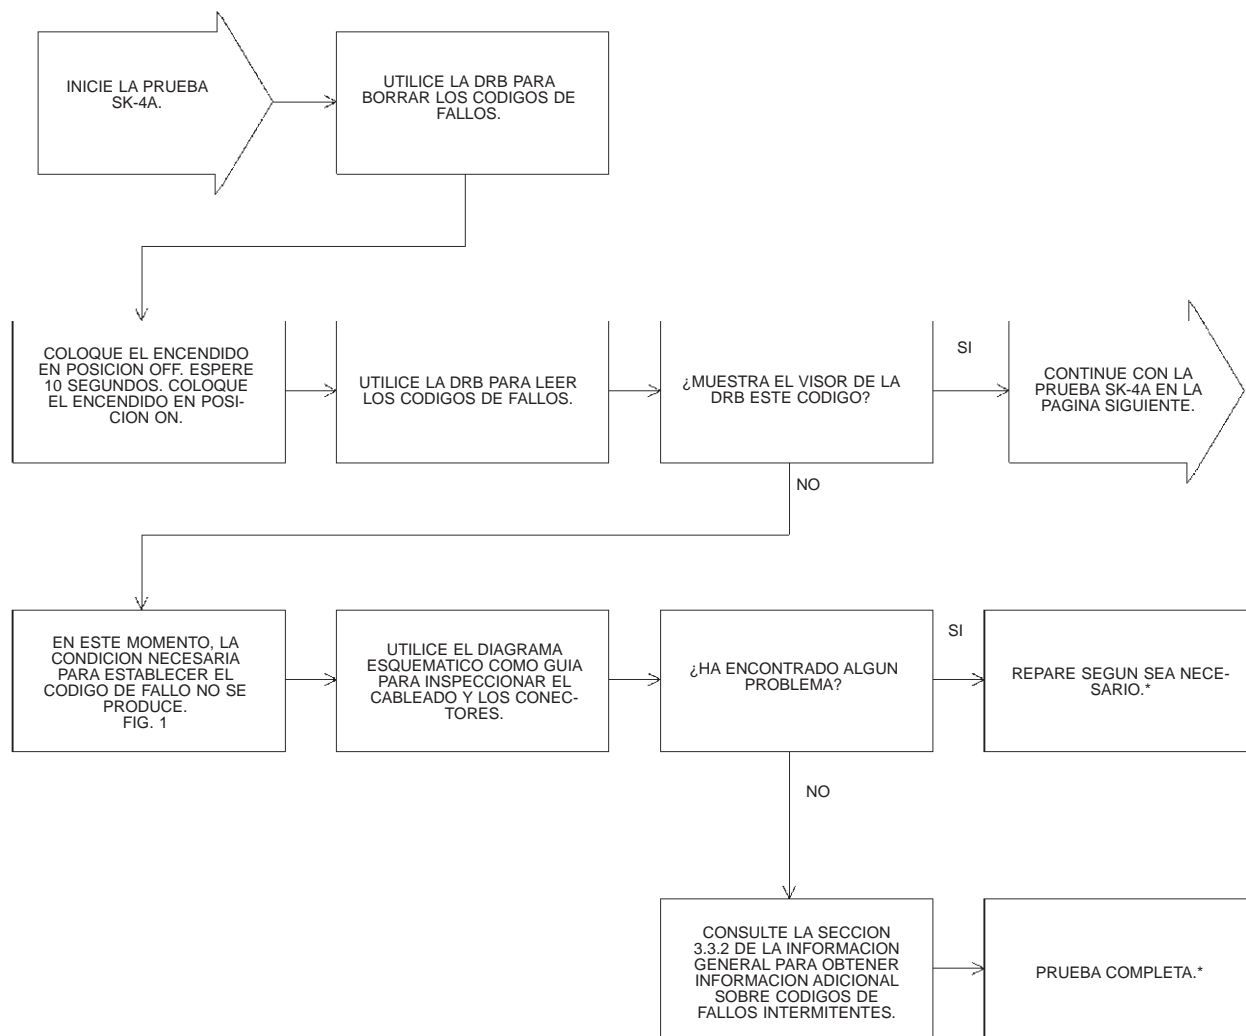 INICIE LA PRUEBA
SK-4A.
UTILICE LA DRB PARA
BORRAR LOS CODIGOS DE
FALLOS.
COLOQUE EL ENCENDIDO
EN POSICION OFF. ESPERE
10 SEGUNDOS. COLOQUE
EL ENCENDIDO EN POSI-
CION ON.
UTILICE LA DRB PARA LEER
LOS CODIGOS DE FALLOS.
¿MUESTRA EL VISOR DE LA
DRB ESTE CODIGO?
SI
CONTINUE CON LA
PRUEBA SK-4A EN LA
PAGINA SIGUIENTE.
NO
EN ESTE MOMENTO, LA
CONDICION NECESARIA
PARA ESTABLECER EL
CODIGO DE FALLO NO SE
PRODUCE.
FIG. 1
UTILICE EL DIAGRAMA
ESQUEMATICO COMO GUIA
PARA INSPECCIONAR EL
CABLEADO Y LOS CONEC-
TORES.
¿HA ENCONTRADO ALGUN
PROBLEMA?
SI
REPARE SEGUN SEA NECE-
SARIO.*
NO
CONSULTE LA SECCION
3.3.2 DE LA INFORMACION
GENERAL PARA OBTENER
INFORMACION ADICIONAL
SOBRE CODIGOS DE
FALLOS INTERMITENTES.
PRUEBA COMPLETA.*